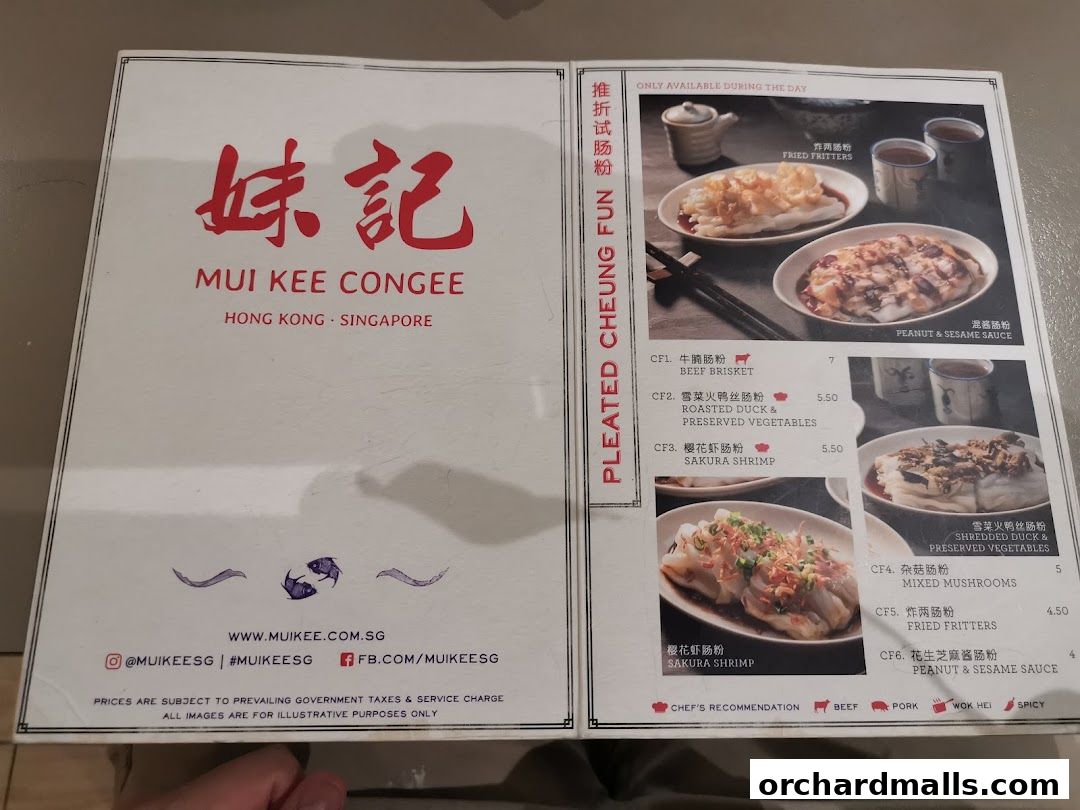 妹記
MUI KEE CONGEE
HONG KONG · SINGAPORE
WWW.MUIKEE.COM.SG
@MUIKEESG | #MUIKEESG FB.COM/MUIKEESG
PRICES ARE SUBJECT TO PREVAILING GOVERNMENT TAXES & SERVICE CHARGE
ALL IMAGES ARE FOR ILLUSTRATIVE PURPOSES ONLY
推折试肠粉 PLEATED CHEUNG FUN
ONLY AVAILABLE DURING THE DAY
炸两肠粉
FRIED FRITTERS
混酱肠粉
PEANUT & SESAME SAUCE
CF1. 牛腩肠粉 7
BEEF BRISKET
CF2. 雪菜火鸭丝肠粉 5.50
ROASTED DUCK &
PRESERVED VEGETABLES
CF3. 樱花虾肠粉 5.50
SAKURA SHRIMP
雪菜火鸭丝肠粉
SHREDDED DUCK &
PRESERVED VEGETABLES
樱花虾肠粉
SAKURA SHRIMP
CF4. 杂菇肠粉 5
MIXED MUSHROOMS
CF5. 炸两肠粉 4.50
FRIED FRITTERS
CF6. 花生芝麻酱肠粉 4
PEANUT & SESAME SAUCE
CHEF'S RECOMMENDATION BEEF PORK WOK HEI SPICY
orchardmalls.com